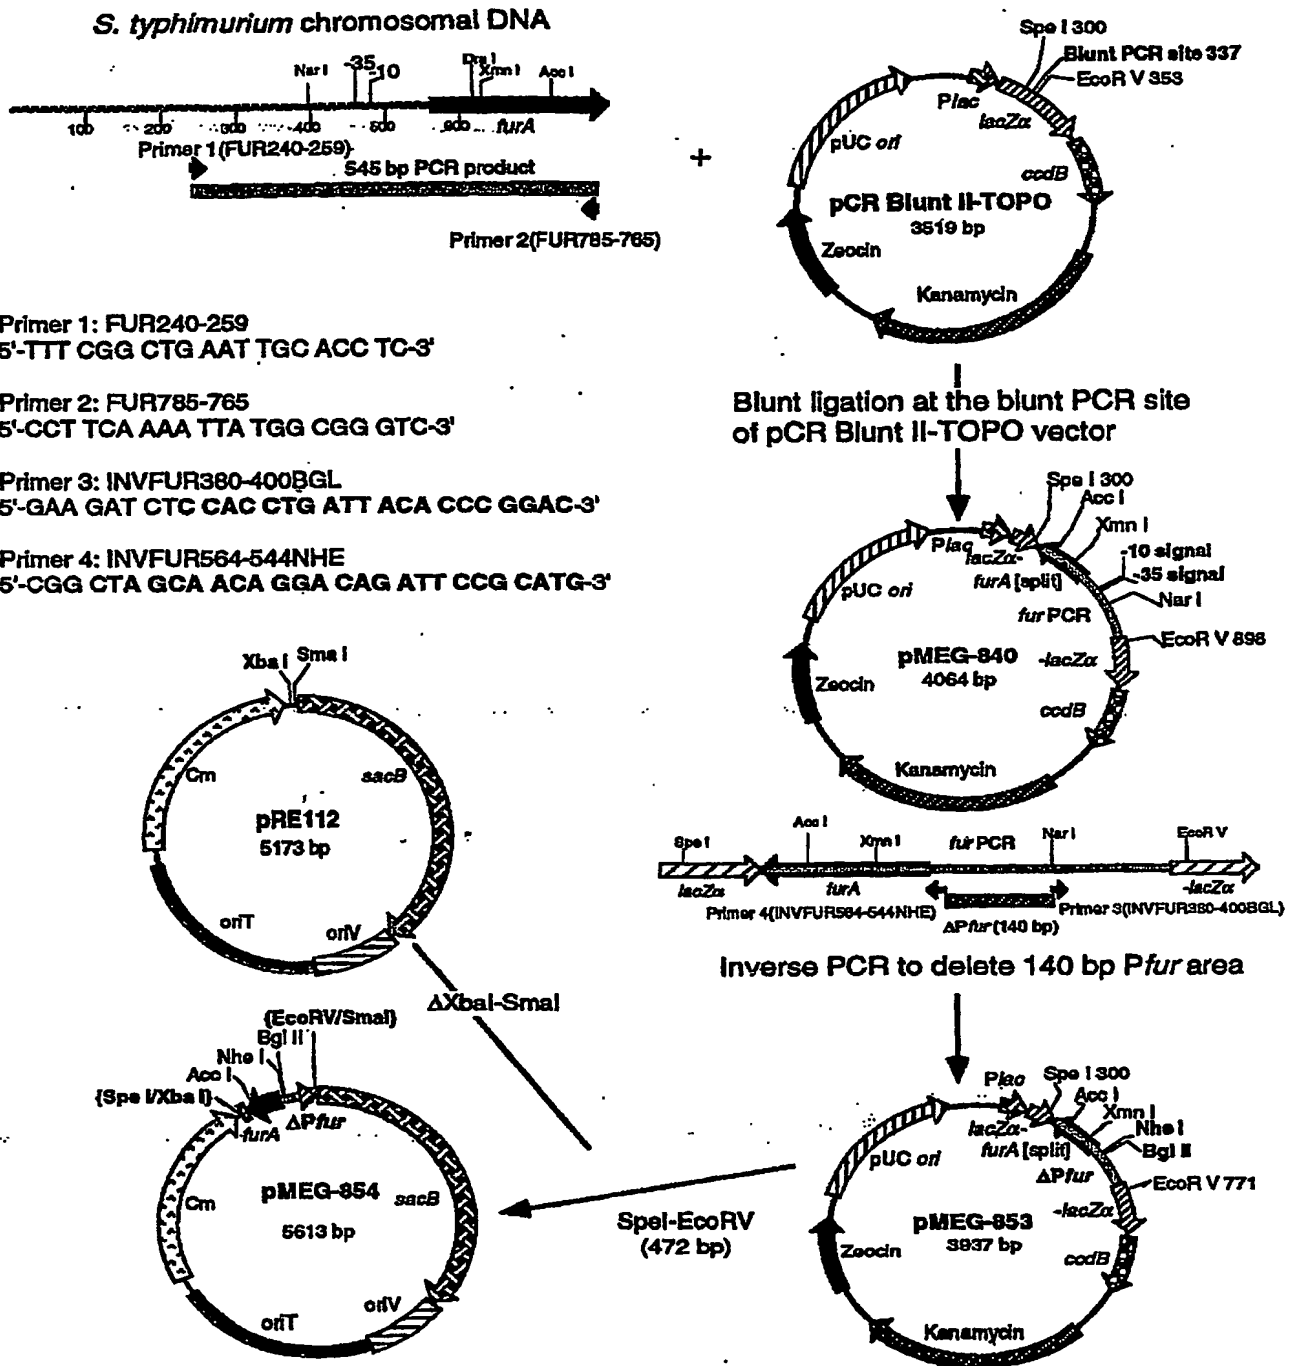 S. typhimurium chromosomal DNA
Nar I
-35
-10
Dra I
Xmn I
Acc I
100
200
300
400
500
600
furA
Primer 1(FUR240-259)
545 bp PCR product
Primer 2(FUR785-765)
+
Spe I 300
Blunt PCR site 337
EcoR V 353
Plac
lacZα
pUC ori
ccdB
pCR Blunt II-TOPO
3519 bp
Zeocin
Kanamycin
Primer 1: FUR240-259
5'-TTT CGG CTG AAT TGC ACC TC-3'
Primer 2: FUR785-765
5'-CCT TCA AAA TTA TGG CGG GTC-3'
Primer 3: INVFUR380-400BGL
5'-GAA GAT CTC CAC CTG ATT ACA CCC GGAC-3'
Primer 4: INVFUR564-544NHE
5'-CGG CTA GCA ACA GGA CAG ATT CCG CATG-3'
Blunt ligation at the blunt PCR site
of pCR Blunt II-TOPO vector
Spe I 300
Acc I
Xmn I
-10 signal
-35 signal
Nar I
Plac
lacZα-
furA [split]
fur PCR
pUC ori
EcoR V 898
pMEG-840
4064 bp
-lacZα
Zeocin
ccdB
Kanamycin
Xba I
Sma I
Cm
sacB
pRE112
5173 bp
oriT
oriV
Spe I
Acc I
Xmn I
fur PCR
Nar I
EcoR V
lacZα
furA
-lacZα
Primer 4(INVFUR564-544NHE)
Primer 3(INVFUR380-400BGL)
ΔPfur (140 bp)
Inverse PCR to delete 140 bp Pfur area
ΔXbaI-SmaI
{EcoRV/SmaI}
Bgl II
Nhe I
Acc I
{Spe I/Xba I}
furA
ΔPfur
Cm
pMEG-854
5613 bp
sacB
oriV
oriT
SpeI-EcoRV
(472 bp)
Plac
Spe I 300
Acc I
Xmn I
Nhe I
Bgl II
lacZα-
furA [split]
ΔPfur
pUC ori
EcoR V 771
-lacZα
pMEG-853
3937 bp
Zeocin
ccdB
Kanamycin